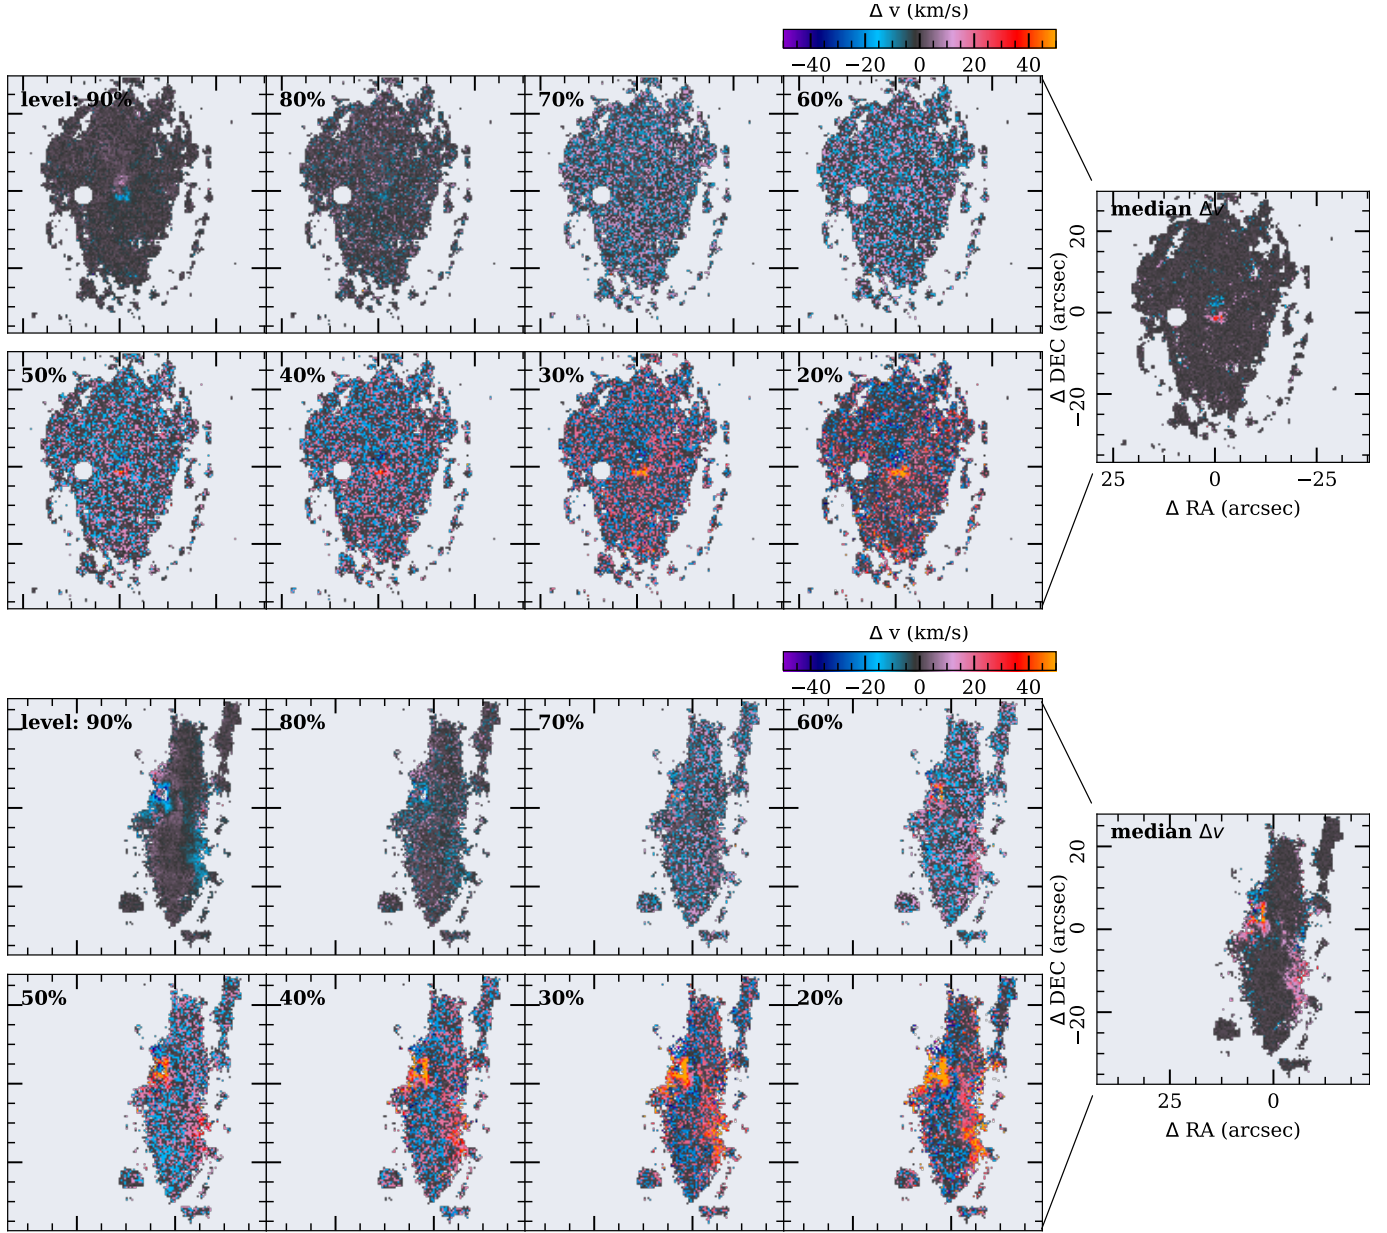 Δ v (km/s)
−40 −20 0 20 40
level: 90% 80% 70% 60%
median Δv
20
0
−20
Δ DEC (arcsec)
25 0 −25
Δ RA (arcsec)
50% 40% 30% 20%
Δ v (km/s)
−40 −20 0 20 40
level: 90% 80% 70% 60%
median Δv
20
0
−20
Δ DEC (arcsec)
25 0
Δ RA (arcsec)
50% 40% 30% 20%